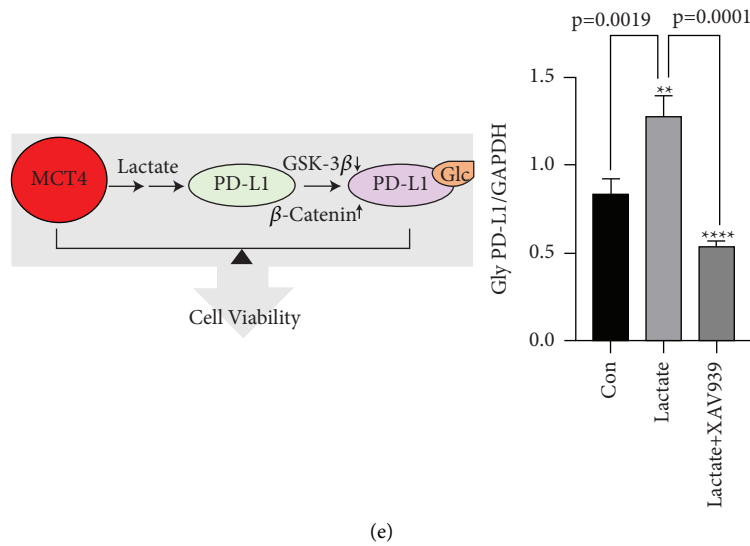 Lactate
MCT4
PD-L1
GSK-3β↓
β-Catenin↑
PD-L1
Glc
Cell Viability
p=0.0019
p=0.0001
Gly PD-L1/GAPDH
1.5
1.0
0.5
0.0
**
****
Con
Lactate
Lactate+XAV939
(e)